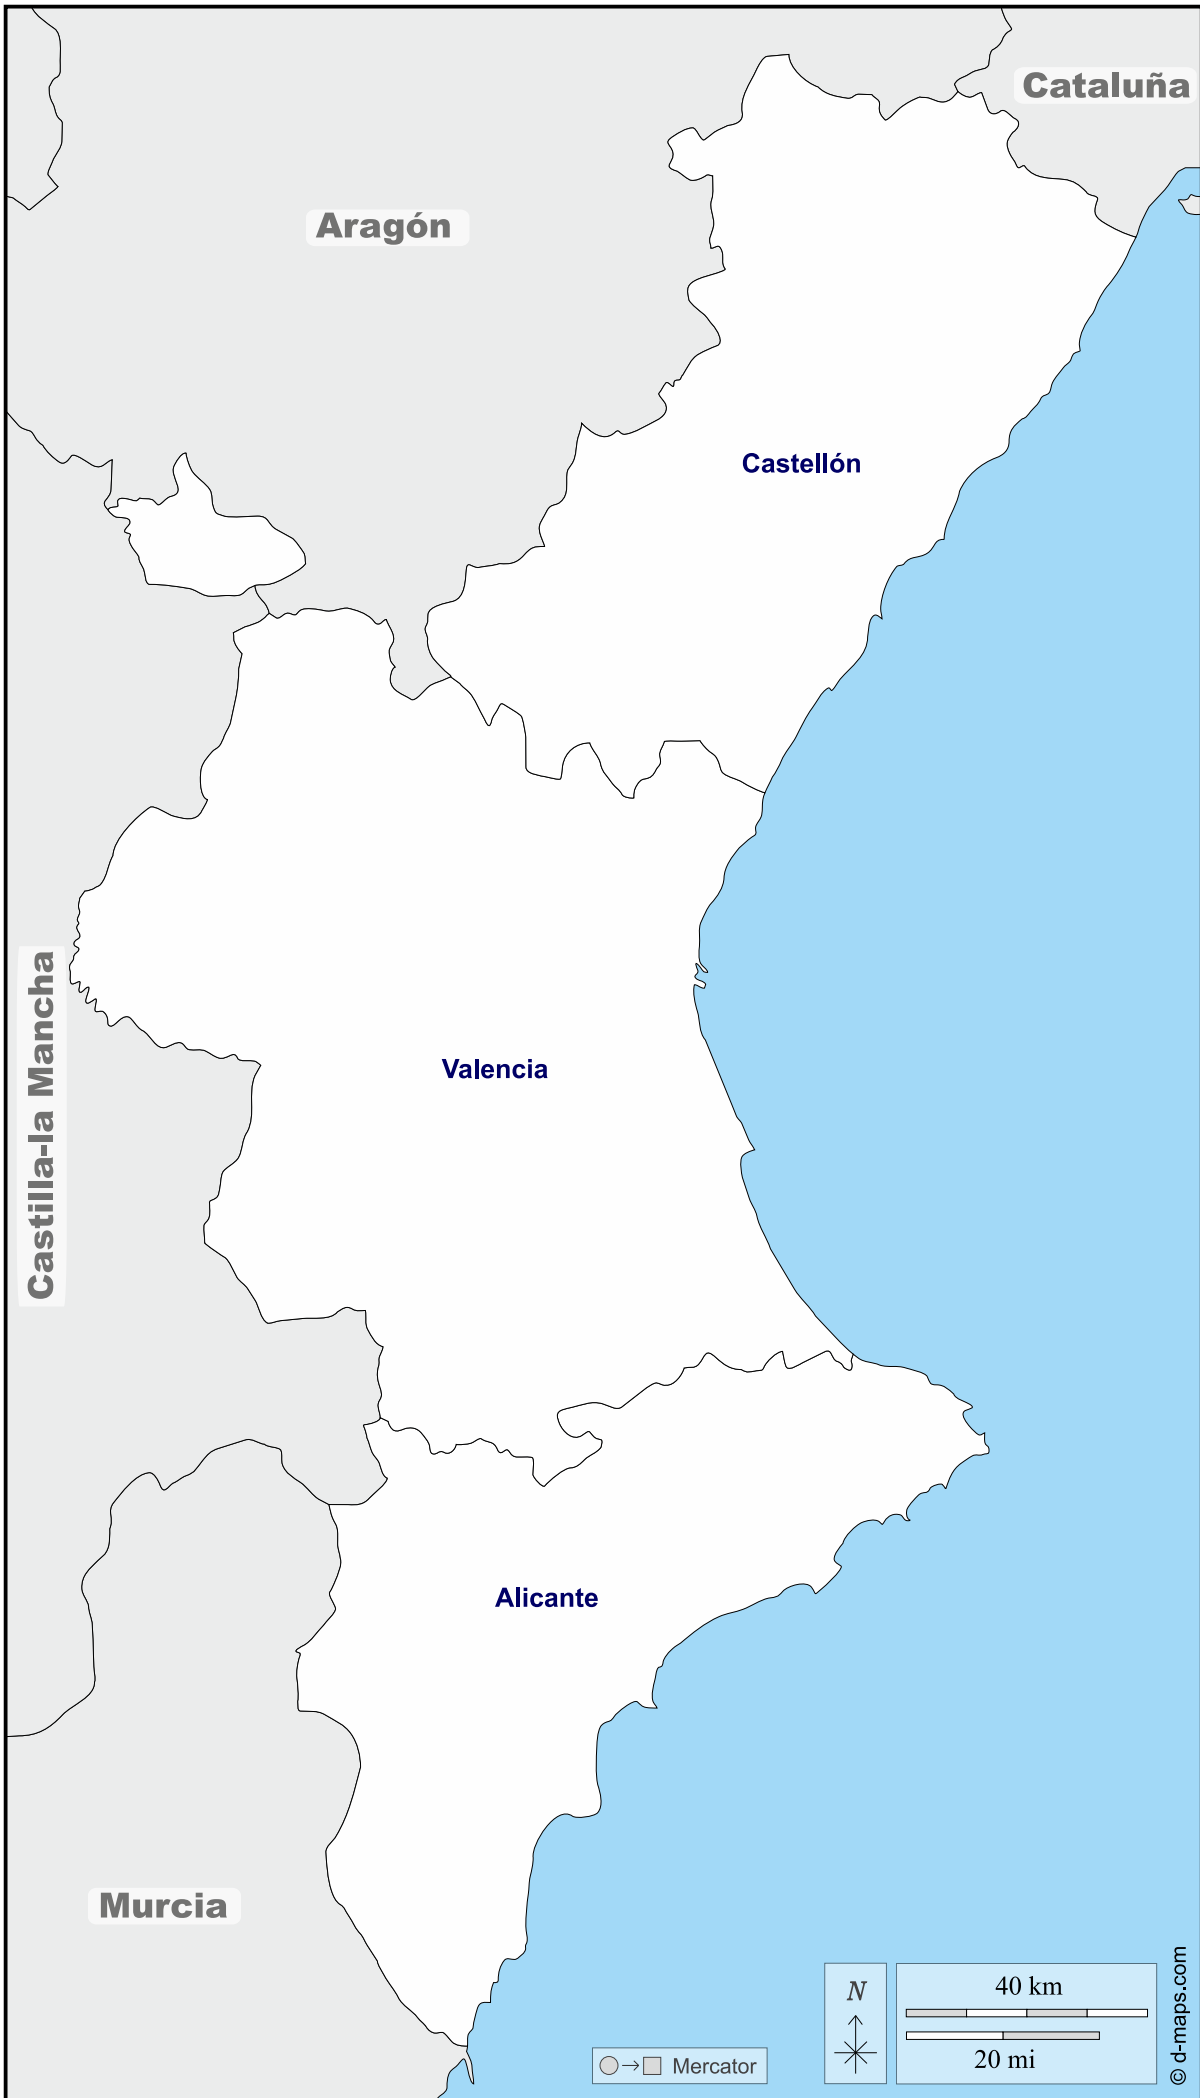 Cataluña
Aragón
Castellón
Castilla-la Mancha
Valencia
Alicante
Murcia
N
40 km
20 mi
Mercator
© d-maps.com